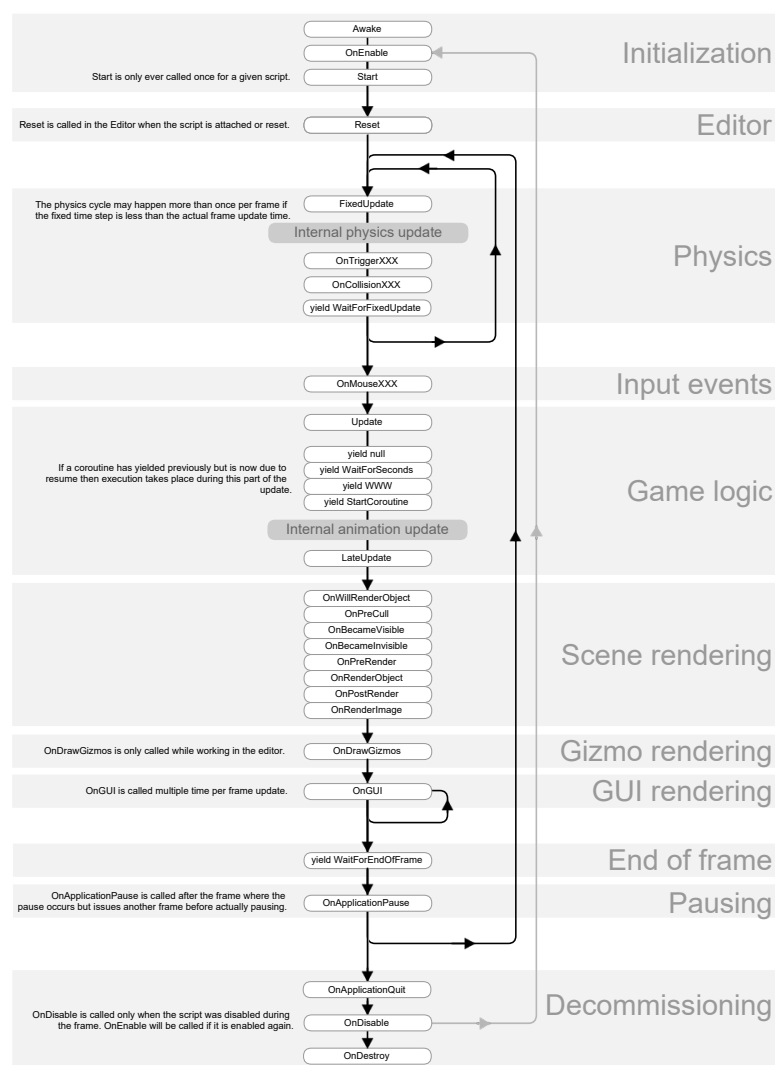 Awake
OnEnable
Initialization
Start is only ever called once for a given script.
Start
Reset is called in the Editor when the script is attached or reset.
Reset
Editor
The physics cycle may happen more than once per frame if
the fixed time step is less than the actual frame update time.
FixedUpdate
Internal physics update
Physics
OnTriggerXXX
OnCollisionXXX
yield WaitForFixedUpdate
OnMouseXXX
Input events
Update
yield null
If a coroutine has yielded previously but is now due to
resume then execution takes place during this part of the
update.
yield WaitForSeconds
yield WWW
yield StartCoroutine
Game logic
Internal animation update
LateUpdate
OnWillRenderObject
OnPreCull
OnBecameVisible
OnBecameInvisible
OnPreRender
OnRenderObject
OnPostRender
OnRenderImage
Scene rendering
OnDrawGizmos is only called while working in the editor.
OnDrawGizmos
Gizmo rendering
OnGUI is called multiple time per frame update.
OnGUI
GUI rendering
yield WaitForEndOfFrame
End of frame
OnApplicationPause is called after the frame where the
pause occurs but issues another frame before actually pausing.
OnApplicationPause
Pausing
OnApplicationQuit
Decommissioning
OnDisable is called only when the script was disabled during
the frame. OnEnable will be called if it is enabled again.
OnDisable
OnDestroy